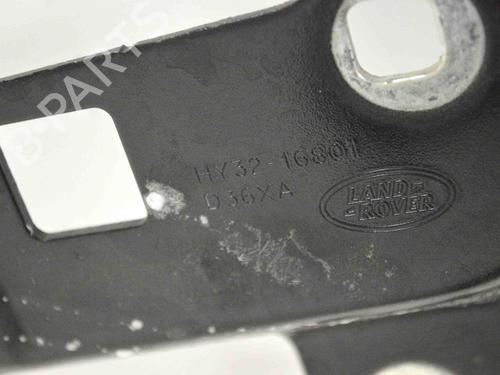 HY32-16801
D36XA
LAND-
-ROVER
B-PARTS